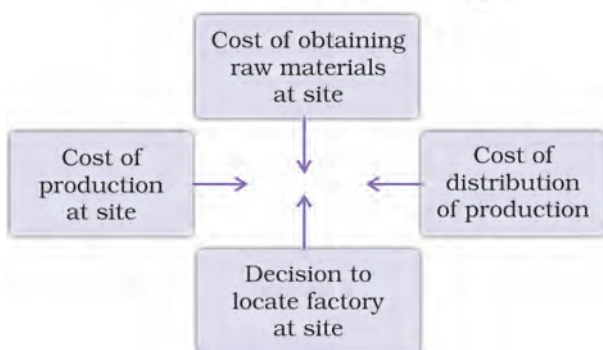 Cost of obtaining
raw materials
at site
Cost of
production
at site
Cost of
distribution
of production
Decision to
locate factory
at site